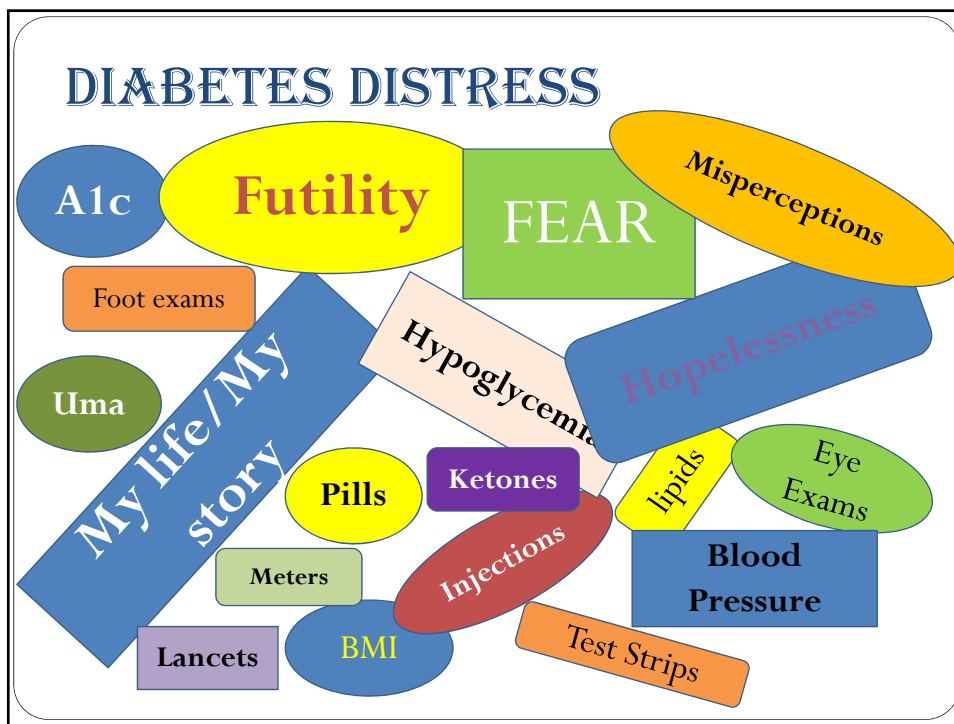 DIABETES DISTRESS
A1c
Futility
FEAR
Misperceptions
Foot exams
Hypoglycemia
Hopelessness
Uma
My life/My
story
Pills
Ketones
lipids
Eye
Exams
Injections
Meters
Blood
Pressure
Lancets
BMI
Test Strips